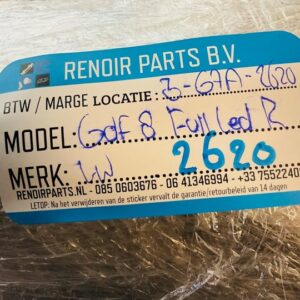 RENOIR PARTS B.V.
BTW / MARGE LOCATIE: 3-G7A-2620
MODEL: Golf 8 Full Led R
MERK: VW 2620
RENOIRPARTS.NL - 085 0603676 - 06 41346994 - +33 7552240
LETOP: Na het verwijderen van de sticker vervalt de garantie/retourbeleid van 14 dagen